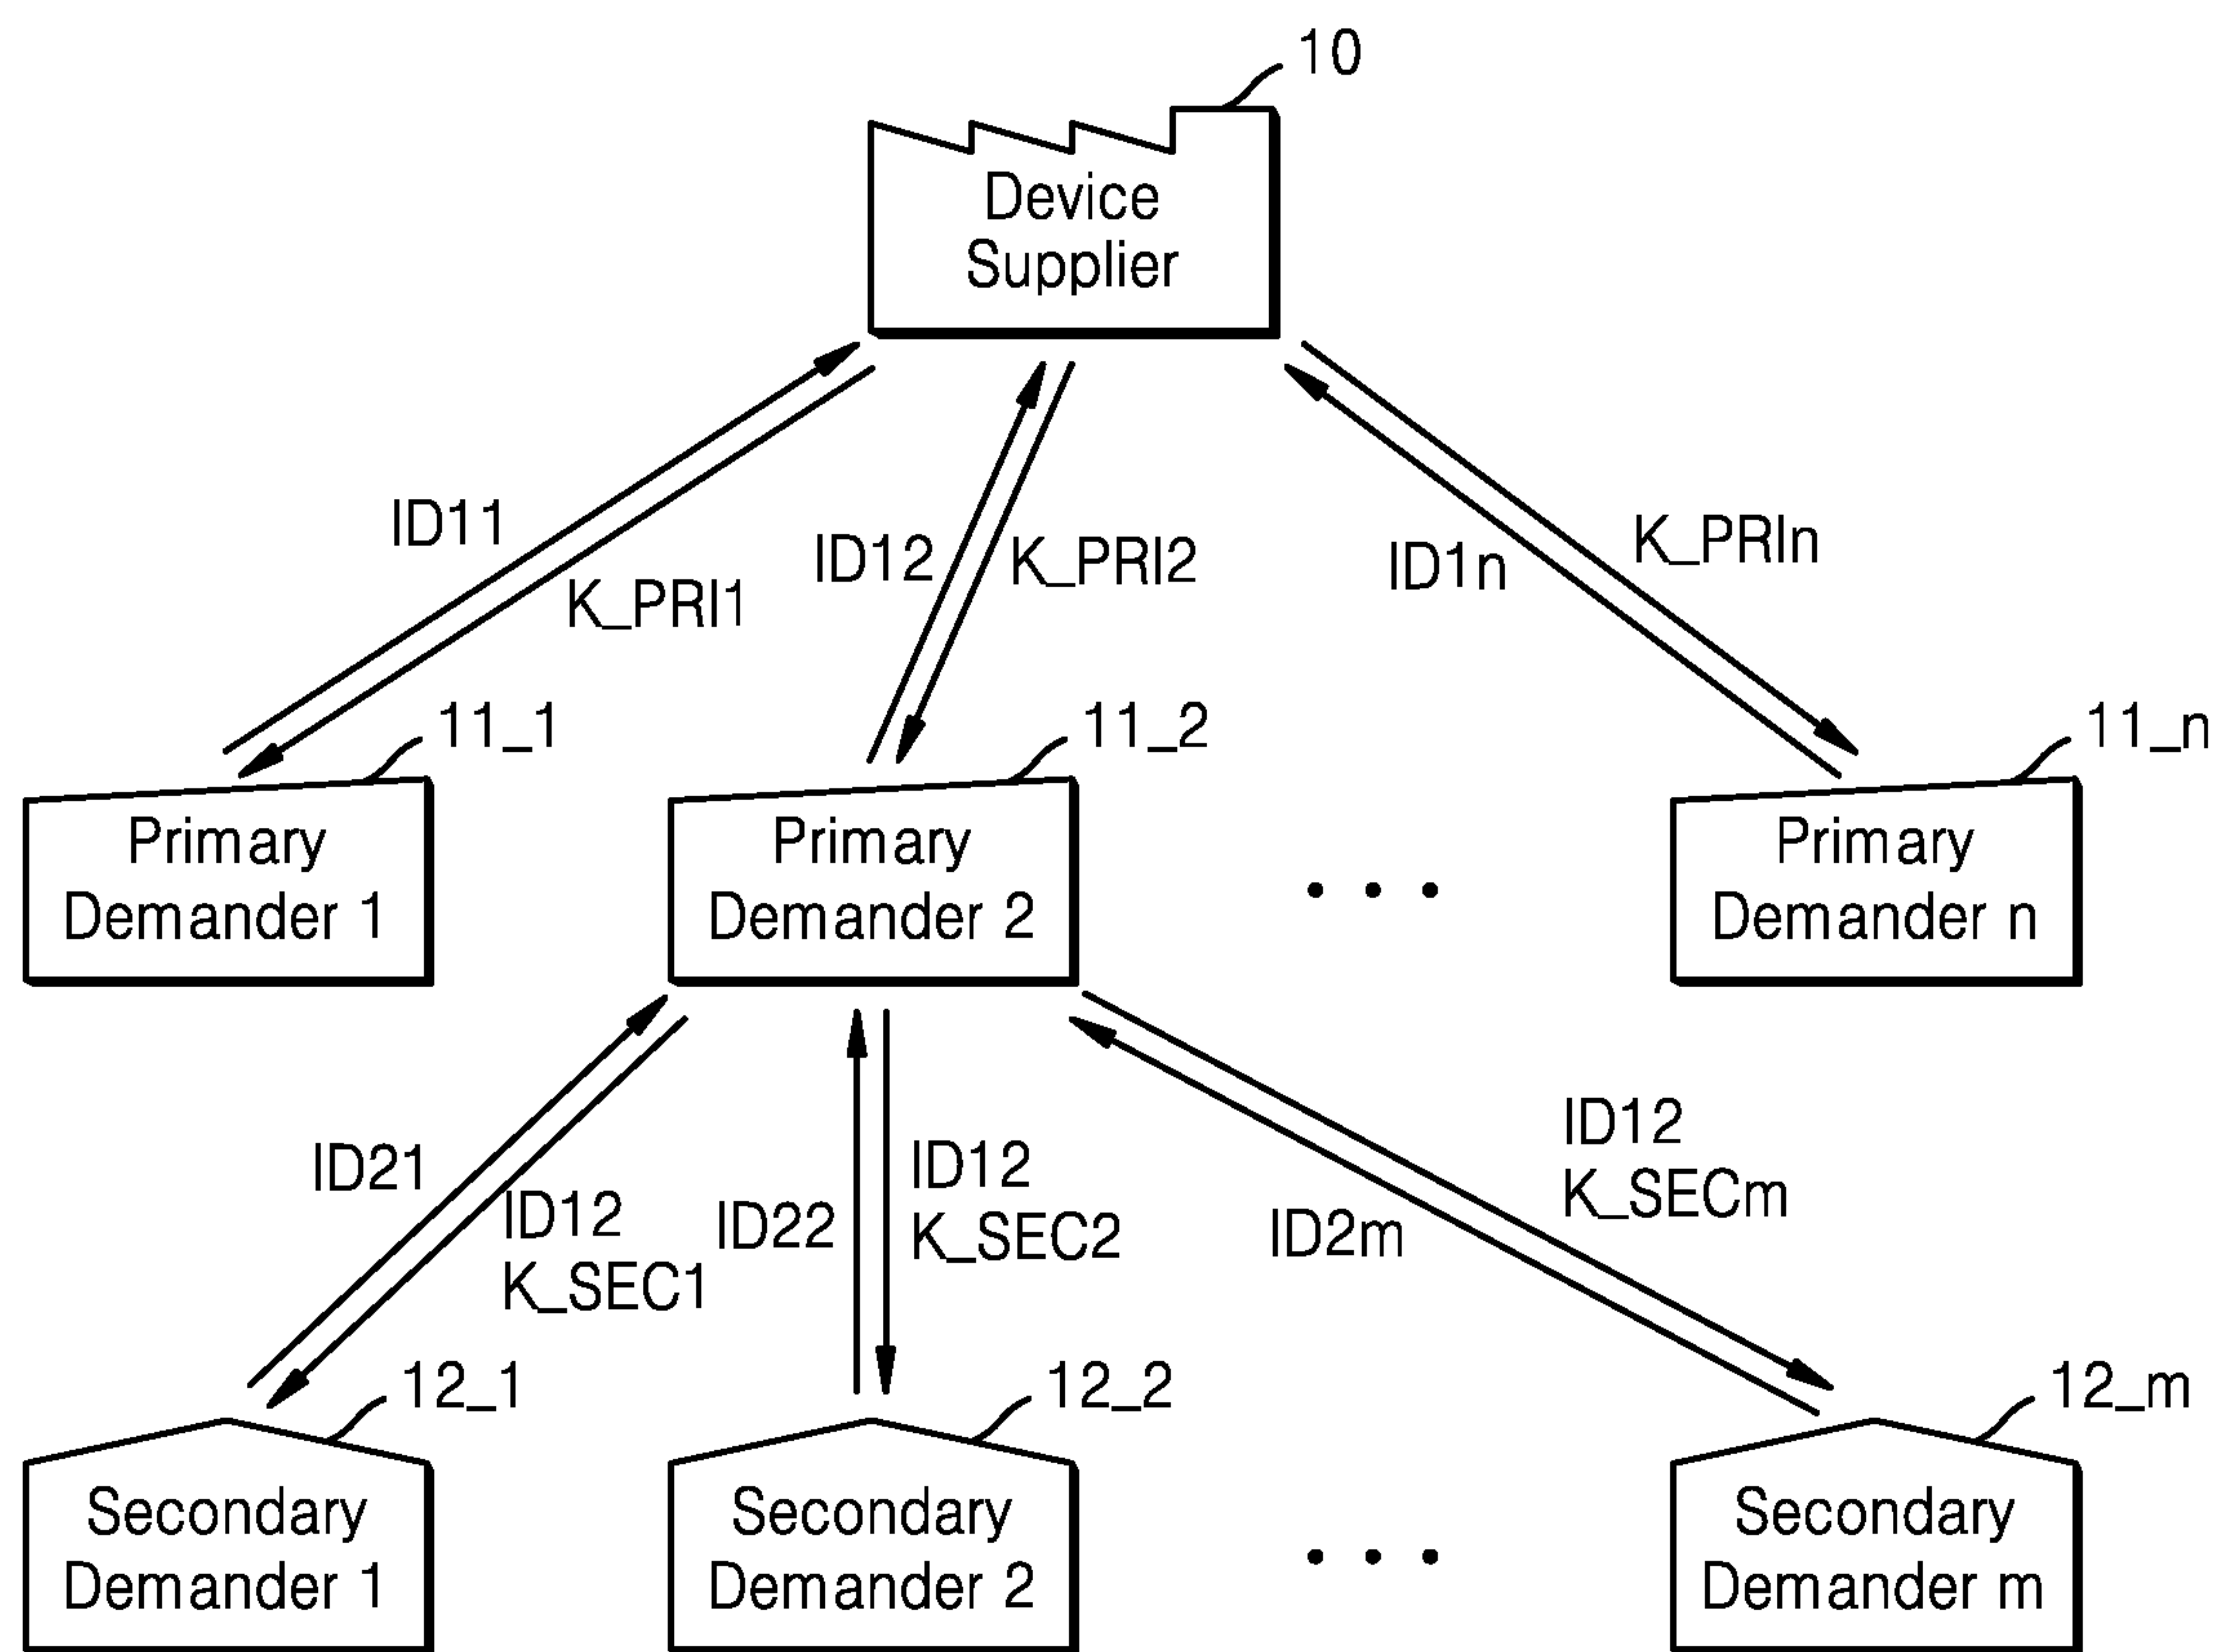 10
Device
Supplier
ID11
K_PRI1
ID12
K_PRI2
ID1n
K_PRIn
11_1
11_2
11_n
Primary
Demander 1
Primary
Demander 2
Primary
Demander n
ID21
ID12
K_SEC1
ID22
ID12
K_SEC2
ID2m
ID12
K_SECm
12_1
12_2
12_m
Secondary
Demander 1
Secondary
Demander 2
Secondary
Demander m